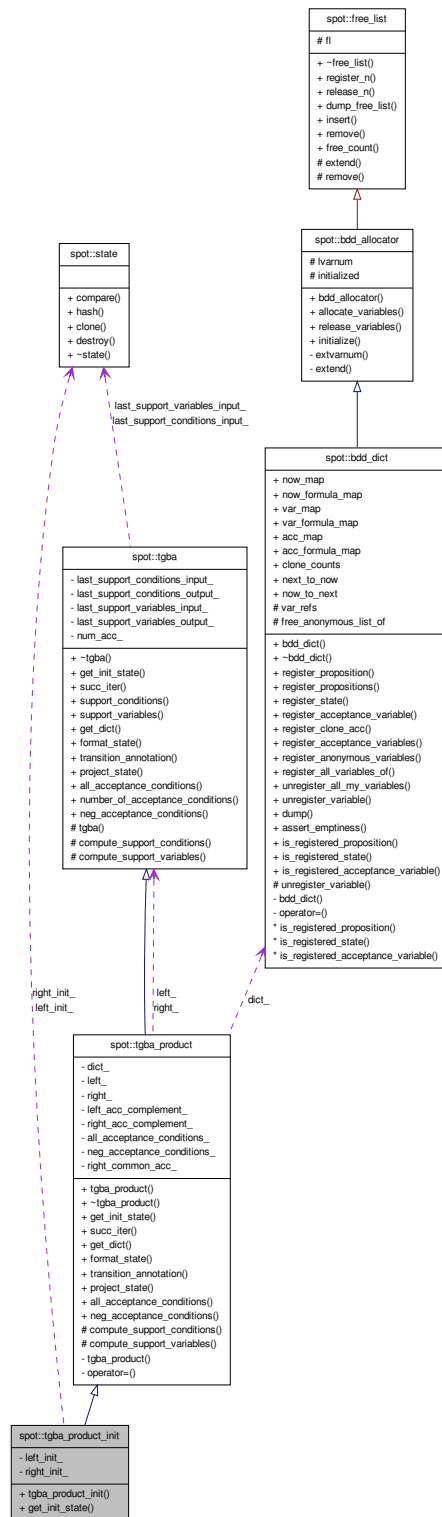 spot::free_list
# fl
+ ~free_list()
+ register_n()
+ release_n()
+ dump_free_list()
+ insert()
+ remove()
+ free_count()
# extend()
# remove()
spot::bdd_allocator
# lvarnum
# initialized
+ bdd_allocator()
+ allocate_variables()
+ release_variables()
+ initialize()
- extvarnum()
- extend()
spot::state
+ compare()
+ hash()
+ clone()
+ destroy()
+ ~state()
last_support_variables_input_
last_support_conditions_input_
spot::bdd_dict
+ now_map
+ now_formula_map
+ var_map
+ var_formula_map
+ acc_map
+ acc_formula_map
+ clone_counts
+ next_to_now
+ now_to_next
# var_refs
# free_anonymous_list_of
+ bdd_dict()
+ ~bdd_dict()
+ register_proposition()
+ register_propositions()
+ register_state()
+ register_acceptance_variable()
+ register_clone_acc()
+ register_acceptance_variables()
+ register_anonymous_variables()
+ register_all_variables_of()
+ unregister_all_my_variables()
+ unregister_variable()
+ dump()
+ assert_emptiness()
+ is_registered_proposition()
+ is_registered_state()
+ is_registered_acceptance_variable()
# unregister_variable()
- bdd_dict()
- operator=()
* is_registered_proposition()
* is_registered_state()
* is_registered_acceptance_variable()
spot::tgba
- last_support_conditions_input_
- last_support_conditions_output_
- last_support_variables_input_
- last_support_variables_output_
- num_acc_
+ ~tgba()
+ get_init_state()
+ succ_iter()
+ support_conditions()
+ support_variables()
+ get_dict()
+ format_state()
+ transition_annotation()
+ project_state()
+ all_acceptance_conditions()
+ number_of_acceptance_conditions()
+ neg_acceptance_conditions()
# tgba()
# compute_support_conditions()
# compute_support_variables()
right_init_
left_init_
left_
right_
dict_
spot::tgba_product
- dict_
- left_
- right_
- left_acc_complement_
- right_acc_complement_
- all_acceptance_conditions_
- neg_acceptance_conditions_
- right_common_acc_
+ tgba_product()
+ ~tgba_product()
+ get_init_state()
+ succ_iter()
+ get_dict()
+ format_state()
+ transition_annotation()
+ project_state()
+ all_acceptance_conditions()
+ neg_acceptance_conditions()
# compute_support_conditions()
# compute_support_variables()
- tgba_product()
- operator=()
spot::tgba_product_init
- left_init_
- right_init_
+ tgba_product_init()
+ get_init_state()